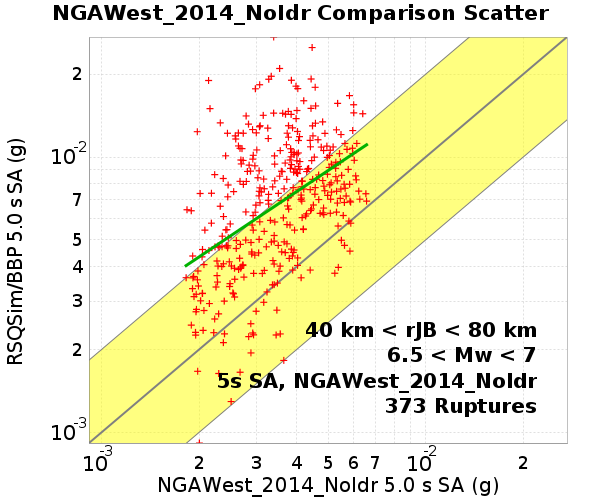 NGAWest_2014_NoIdr Comparison Scatter
RSQSim/BBP 5.0 s SA (g)
2
10-2
7
5
4
3
2
10-3
40 km < rJB < 80 km
6.5 < Mw < 7
5s SA, NGAWest_2014_NoIdr
373 Ruptures
10-3 2 3 4 5 6 7 10-2 2
NGAWest_2014_NoIdr 5.0 s SA (g)